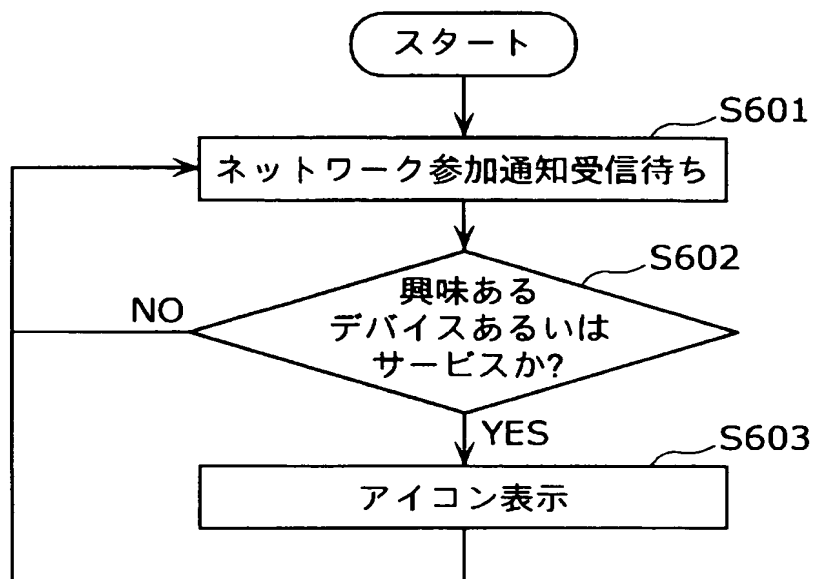 スタート
S601
ネットワーク参加通知受信待ち
S602
興味ある
デバイスあるいは
サービスか?
NO
YES
S603
アイコン表示